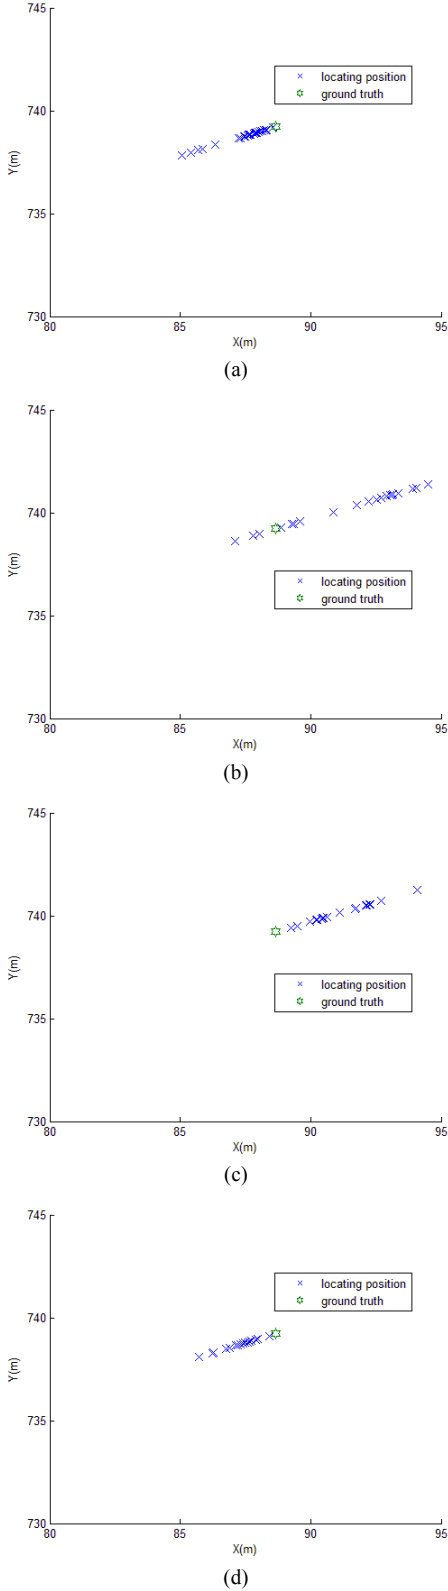 745
740
735
730
Y(m)
locating position
ground truth
80 85 90 95
X(m)
(a)
745
740
735
730
Y(m)
locating position
ground truth
80 85 90 95
X(m)
(b)
745
740
735
730
Y(m)
locating position
ground truth
80 85 90 95
X(m)
(c)
745
740
735
730
Y(m)
locating position
ground truth
80 85 90 95
X(m)
(d)